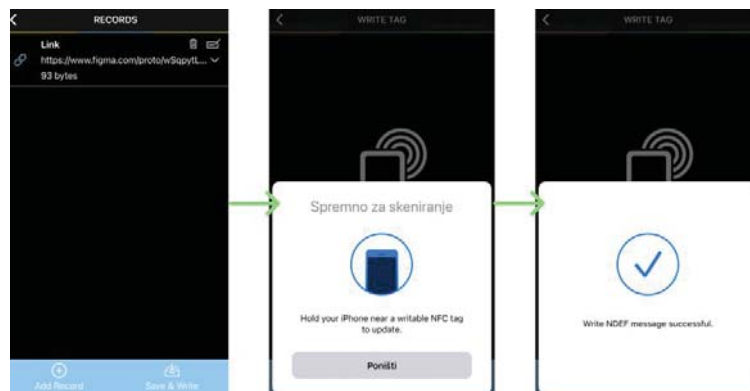 RECORDS
Link
https://www.figma.com/proto/wSqpytL...
93 bytes
Add Record
Save & Write
WRITE TAG
Spremno za skeniranje
Hold your iPhone near a writable NFC tag
to update.
Poništi
WRITE TAG
Write NDEF message successful.